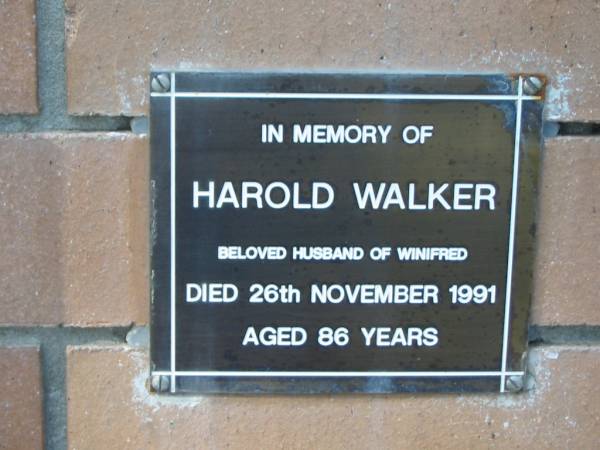 IN MEMORY OF
HAROLD WALKER
BELOVED HUSBAND OF WINIFRED
DIED 26th NOVEMBER 1991
AGED 86 YEARS